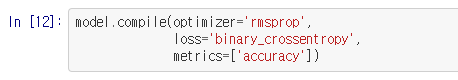 In [12]: model.compile(optimizer='rmsprop',
loss='binary_crossentropy',
metrics=['accuracy'])